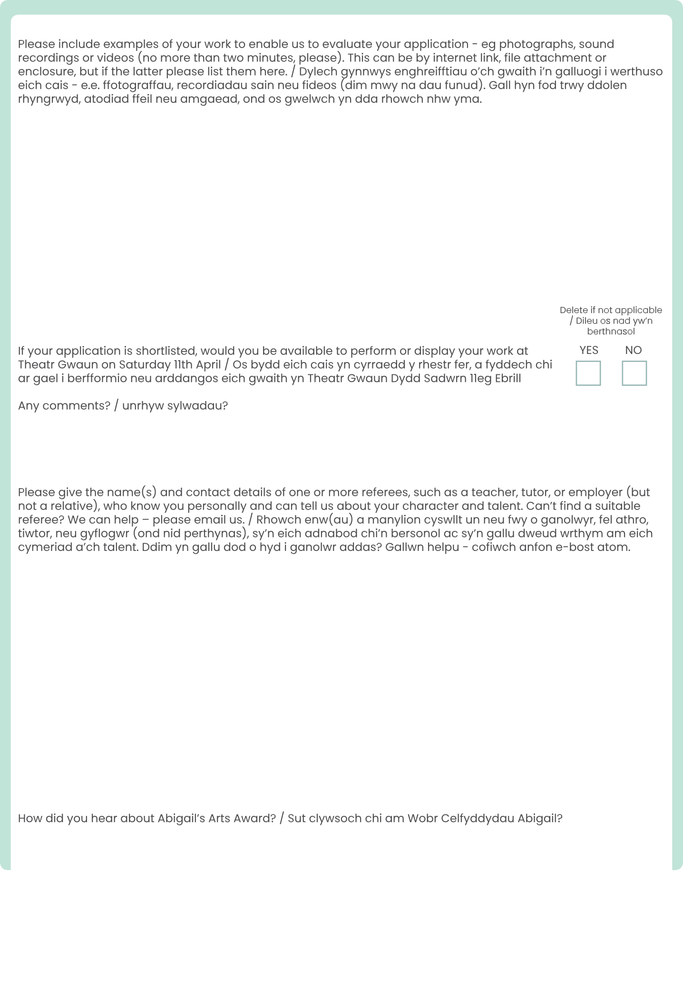 Please include examples of your work to enable us to evaluate your application - eg photographs, sound
recordings or videos (no more than two minutes, please). This can be by internet link, file attachment or
enclosure, but if the latter please list them here. / Dylech gynnwys enghreifftiau o’ch gwaith i’n galluogi i werthuso
eich cais - e.e. ffotograffau, recordiadau sain neu fideos (dim mwy na dau funud). Gall hyn fod trwy ddolen
rhyngrwyd, atodiad ffeil neu amgaead, ond os gwelwch yn dda rhowch nhw yma.
Delete if not applicable
/ Dileu os nad yw’n
berthnasol
YES NO
If your application is shortlisted, would you be available to perform or display your work at
Theatr Gwaun on Saturday 11th April / Os bydd eich cais yn cyrraedd y rhestr fer, a fyddech chi
ar gael i berfformio neu arddangos eich gwaith yn Theatr Gwaun Dydd Sadwrn 11eg Ebrill
Any comments? / unrhyw sylwadau?
Please give the name(s) and contact details of one or more referees, such as a teacher, tutor, or employer (but
not a relative), who know you personally and can tell us about your character and talent. Can’t find a suitable
referee? We can help – please email us. / Rhowch enw(au) a manylion cyswllt un neu fwy o ganolwyr, fel athro,
tiwtor, neu gyflogwr (ond nid perthynas), sy’n eich adnabod chi’n bersonol ac sy’n gallu dweud wrthym am eich
cymeriad a’ch talent. Ddim yn gallu dod o hyd i ganolwr addas? Gallwn helpu - cofiwch anfon e-bost atom.
How did you hear about Abigail’s Arts Award? / Sut clywsoch chi am Wobr Celfyddydau Abigail?